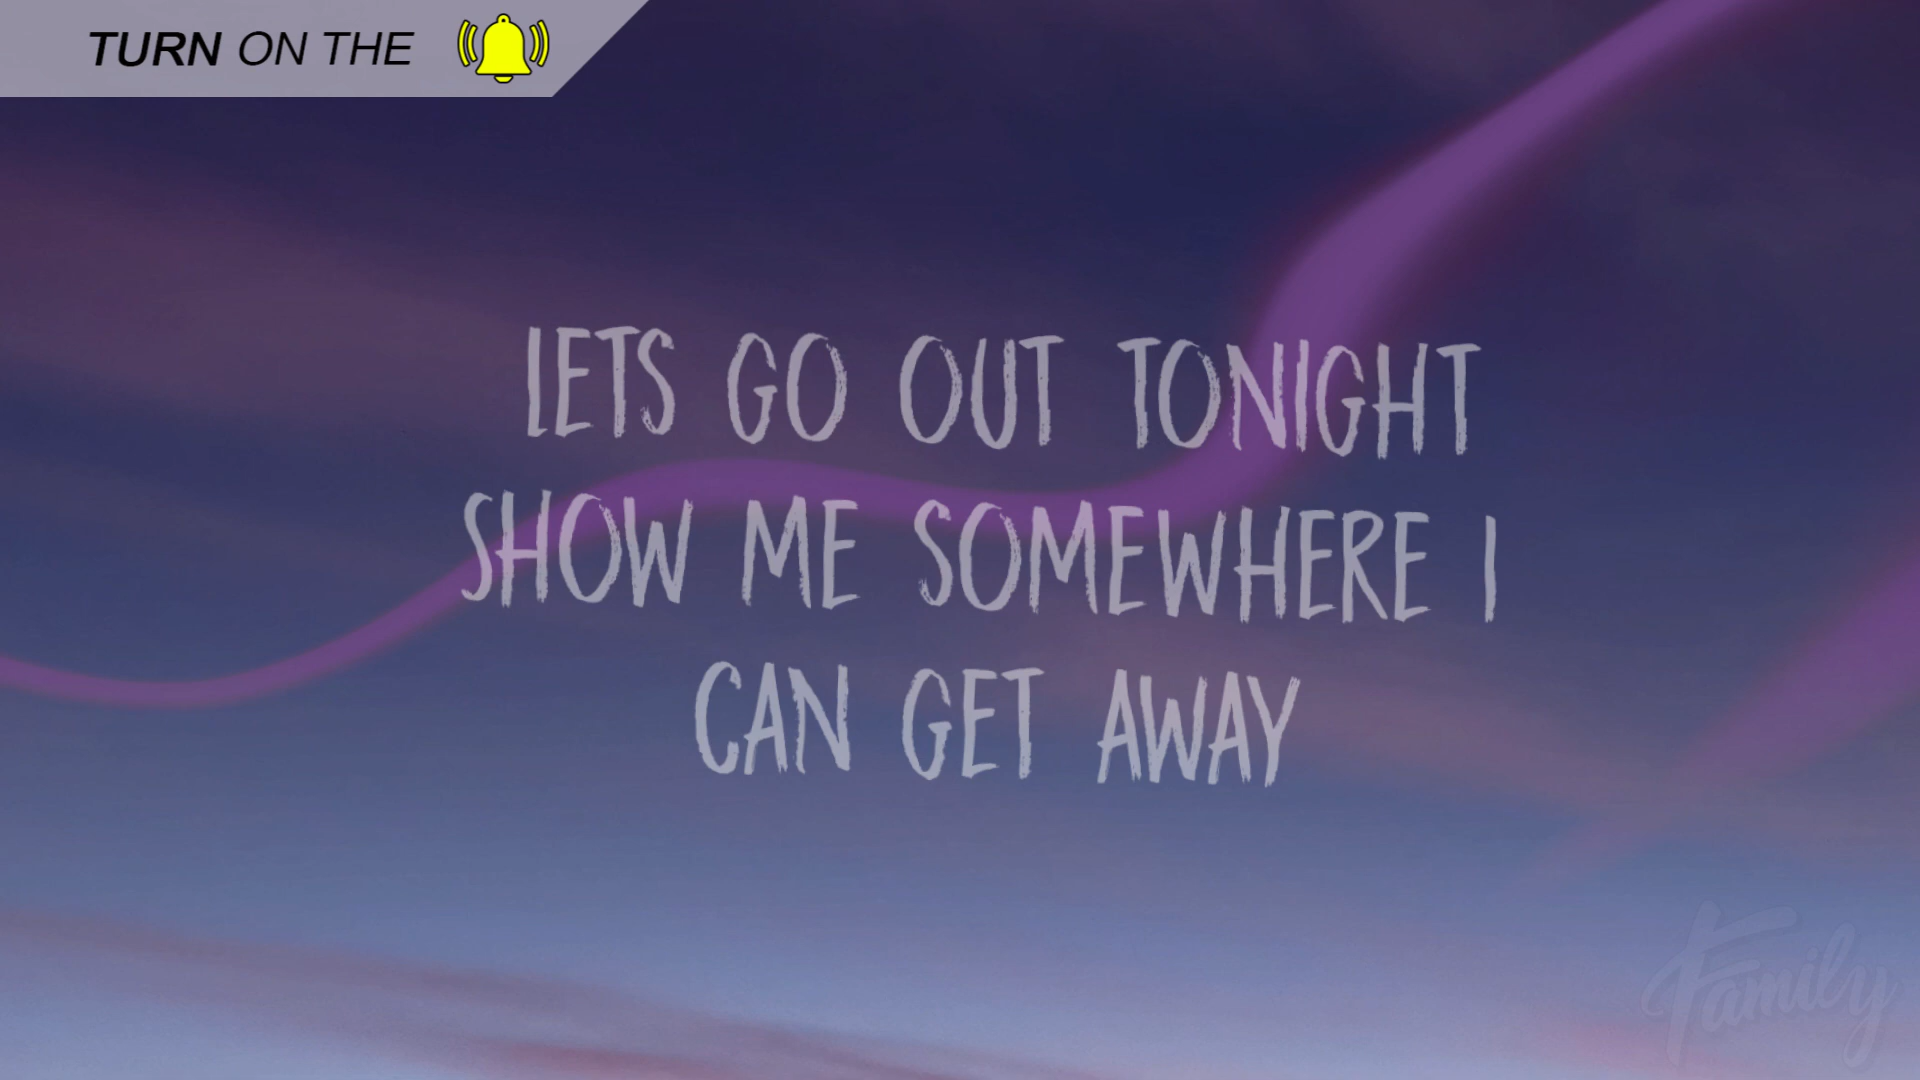 TURN ON THE
LETS GO OUT TONIGHT
SHOW ME SOMEWHERE I
CAN GET AWAY
Family